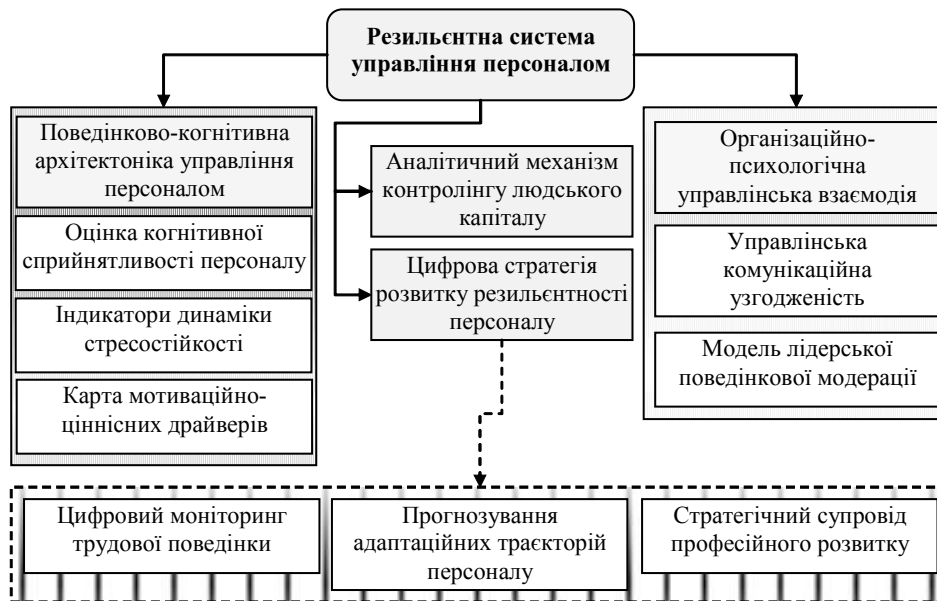 Резильєнтна система
управління персоналом
Поведінково-когнітивна
архітектоніка управління
персоналом
Оцінка когнітивної
сприйнятливості персоналу
Індикатори динаміки
стресостійкості
Карта мотиваційно-
ціннісних драйверів
Аналітичний механізм
контролінгу людського
капіталу
Цифрова стратегія
розвитку резильєнтності
персоналу
Організаційно-
психологічна
управлінська взаємодія
Управлінська
комунікаційна
узгодженість
Модель лідерської
поведінкової модерації
Цифровий моніторинг
трудової поведінки
Прогнозування
адаптаційних траєкторій
персоналу
Стратегічний супровід
професійного розвитку